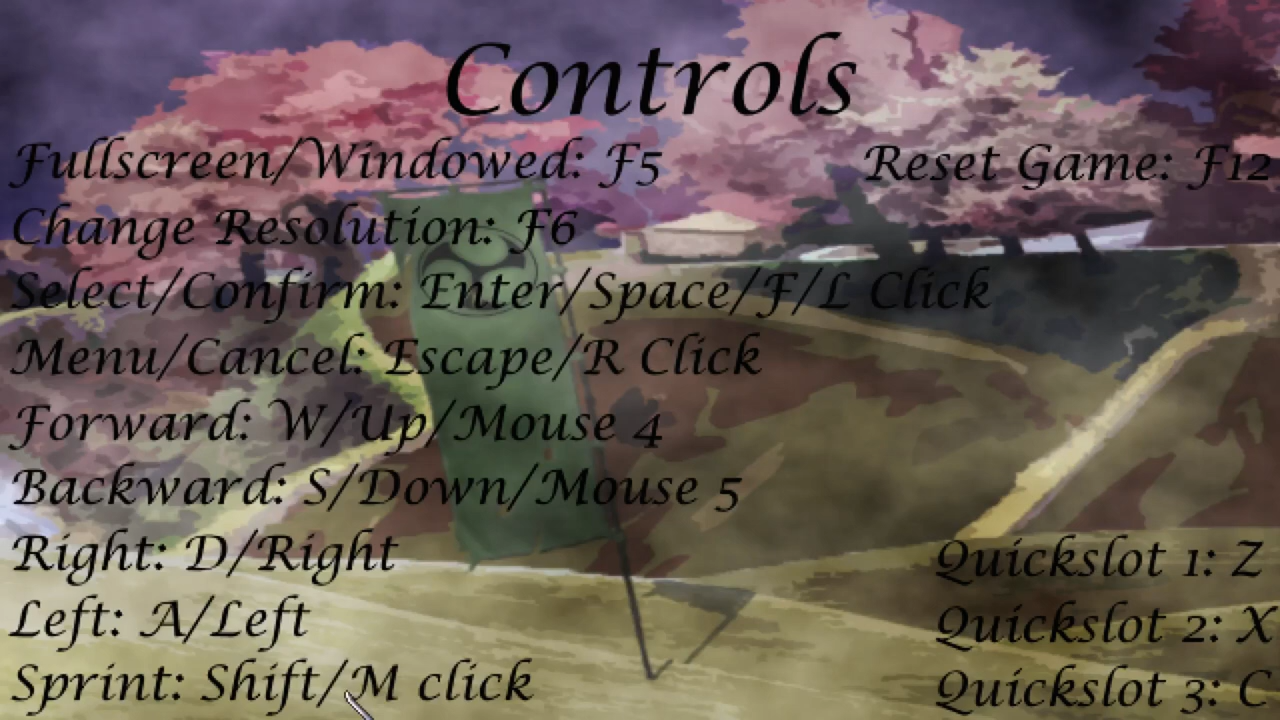 Controls
Fullscreen/Windowed: F5
Reset Game: F12
Change Resolution: F6
Select/Confirm: Enter/Space/F/L Click
Menu/Cancel: Escape/R Click
Forward: W/Up/Mouse 4
Backward: S/Down/Mouse 5
Right: D/Right
Quickslot 1: Z
Left: A/Left
Quickslot 2: X
Sprint: Shift/M click
Quickslot 3: C